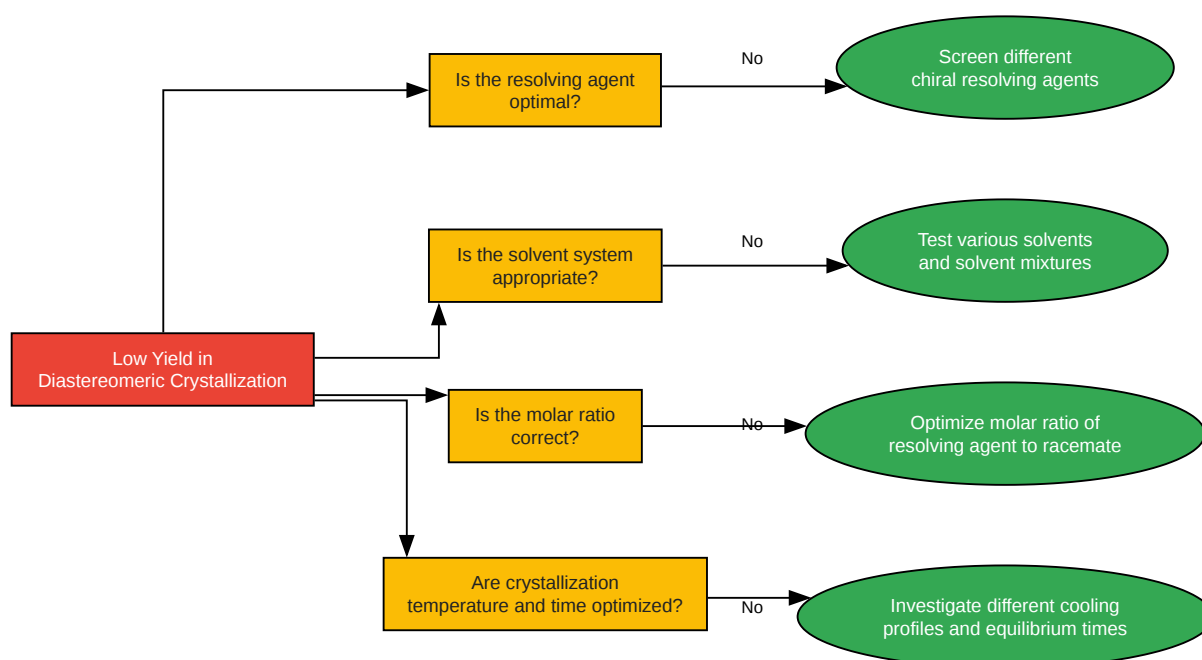 Is the resolving agent
optimal?
No
Screen different
chiral resolving agents
Is the solvent system
appropriate?
No
Test various solvents
and solvent mixtures
Low Yield in
Diastereomeric Crystallization
Is the molar ratio
correct?
No
Optimize molar ratio of
resolving agent to racemate
Are crystallization
temperature and time optimized?
No
Investigate different cooling
profiles and equilibrium times